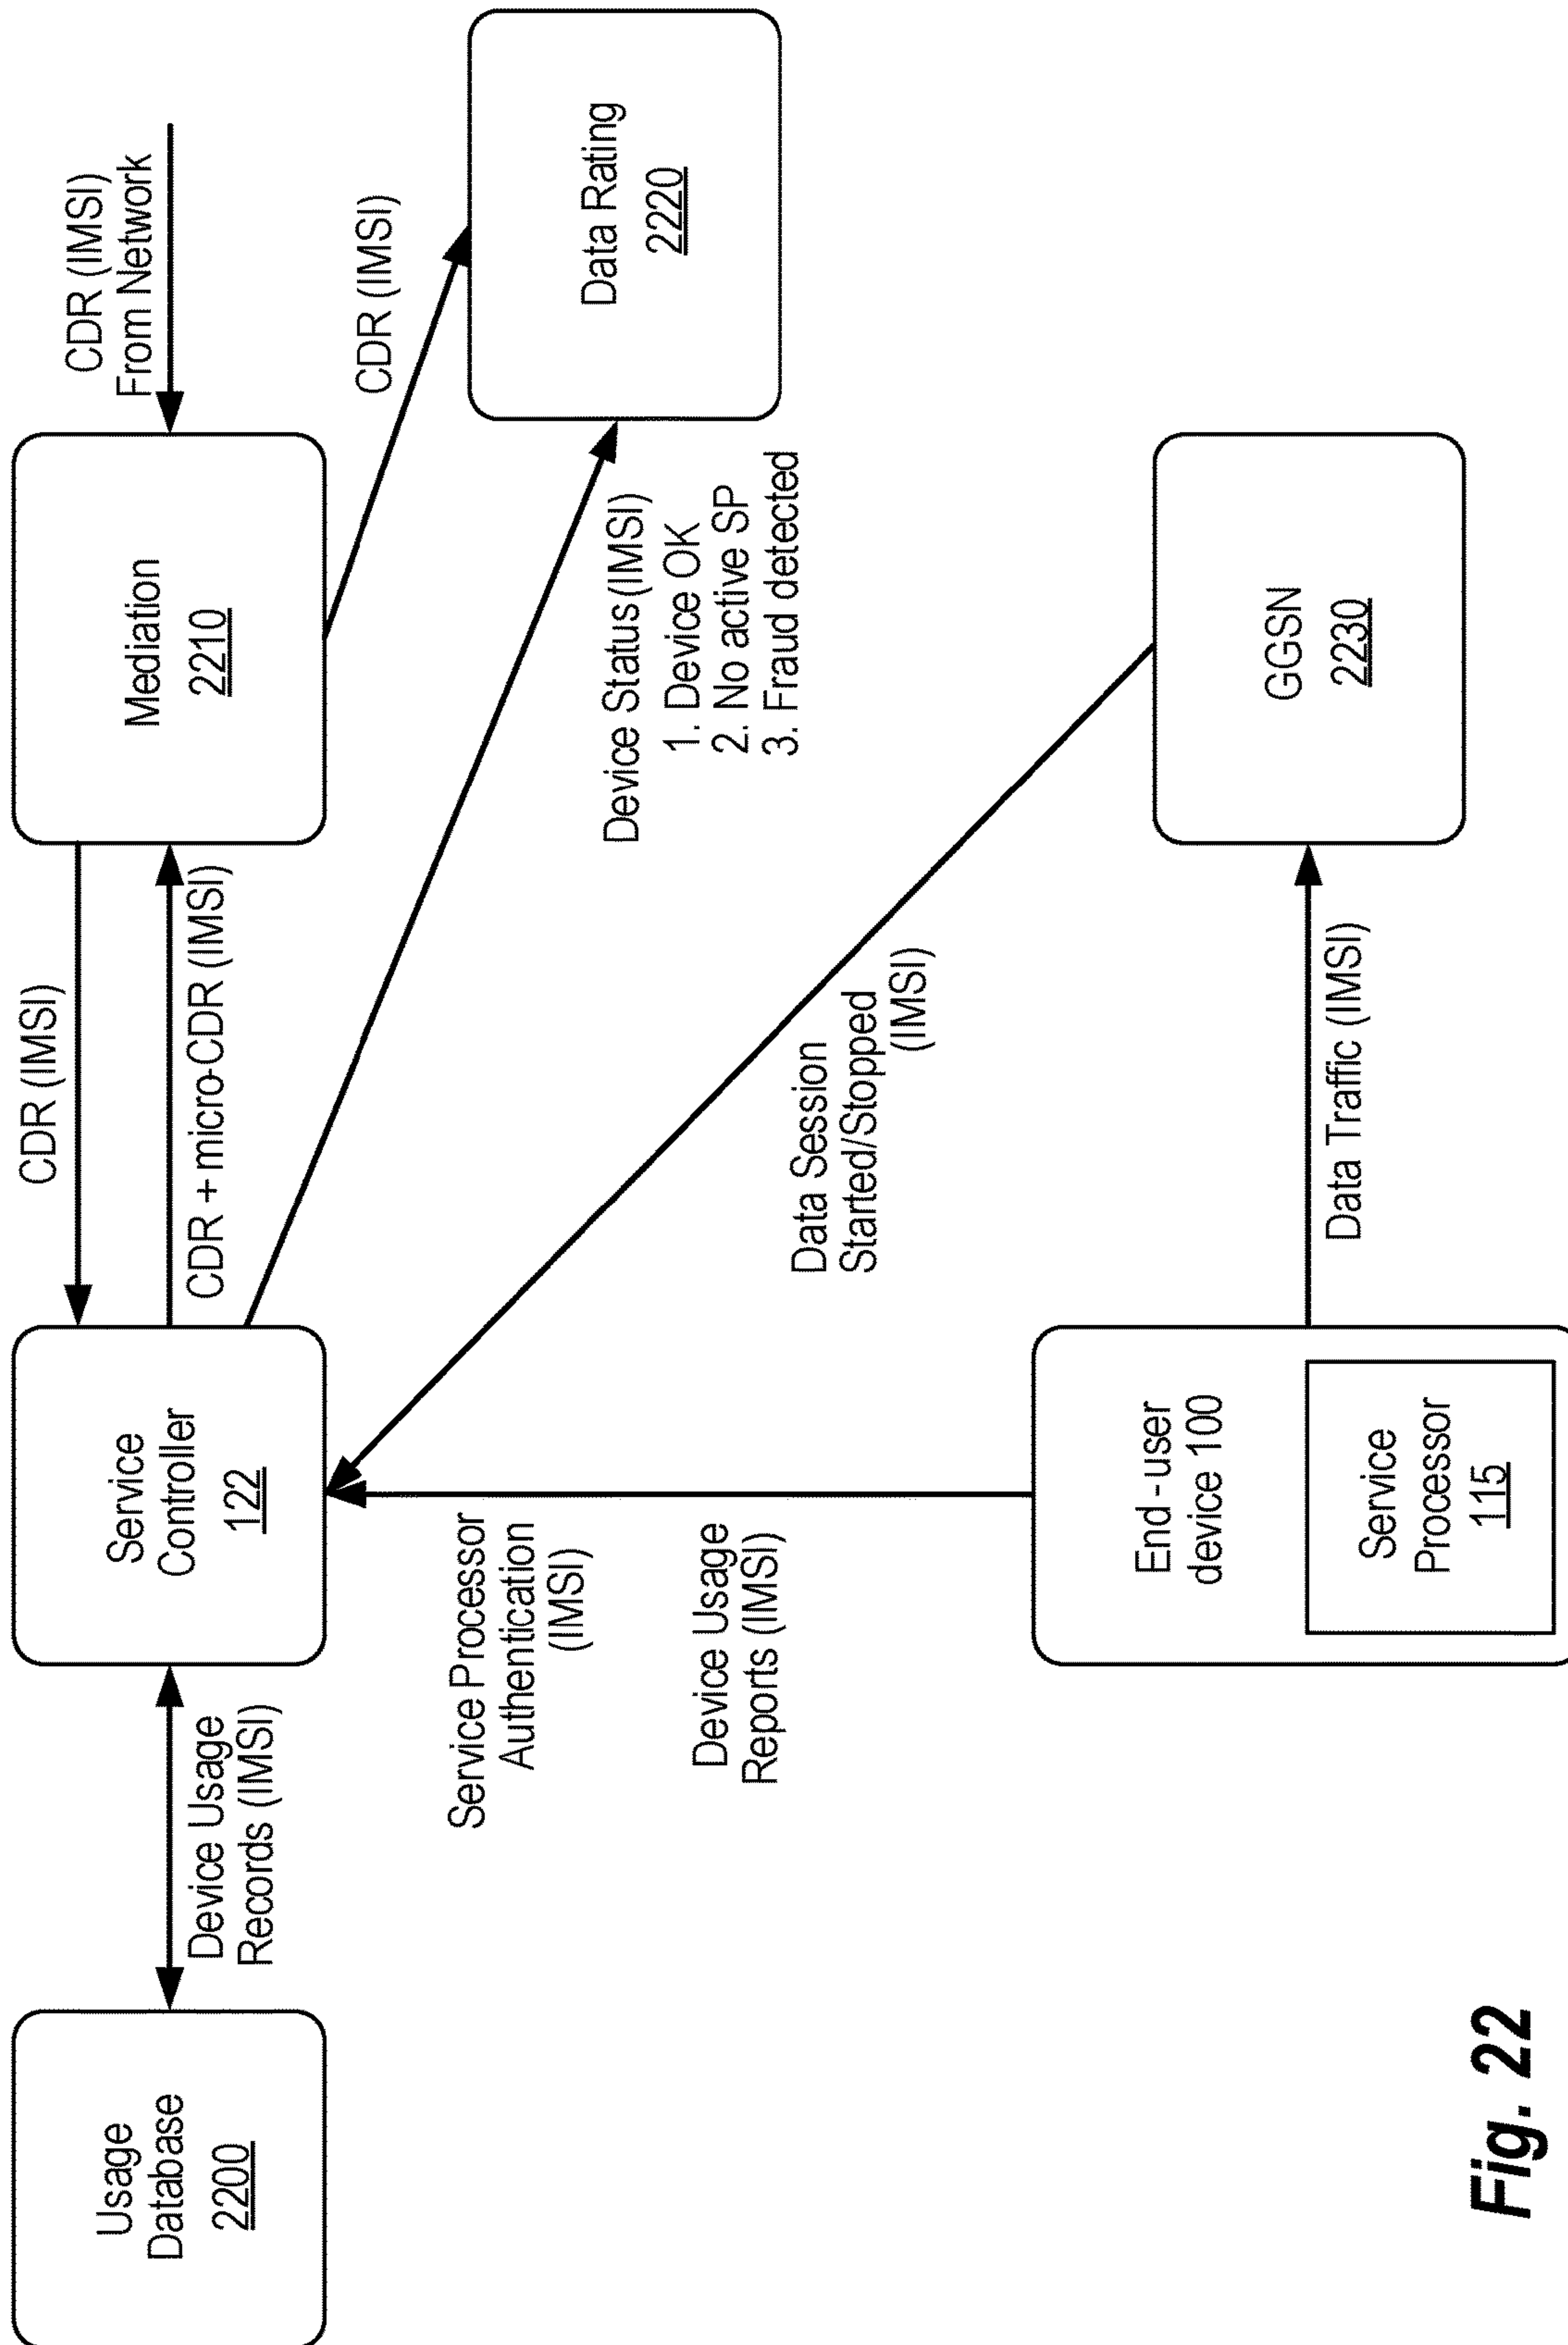 Usage
Database
2200
Device Usage
Records (IMSI)
Service
Controller
122
CDR (IMSI)
CDR + micro-CDR (IMSI)
Mediation
2210
CDR (IMSI)
From Network
CDR (IMSI)
Data Rating
2220
Device Status (IMSI)
1. Device OK
2. No active SP
3. Fraud detected
Service Processor
Authentication
(IMSI)
Device Usage
Reports (IMSI)
Data Session
Started/Stopped
(IMSI)
End-user
device 100
Service
Processor
115
Data Traffic (IMSI)
GGSN
2230
Fig. 22